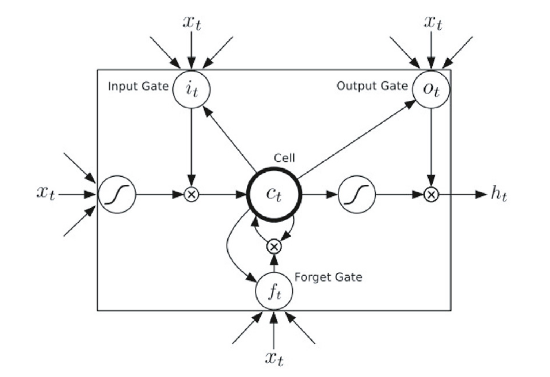 x_t x_t
Input Gate i_t Output Gate o_t
Cell
x_t c_t h_t
Forget Gate
f_t
x_t